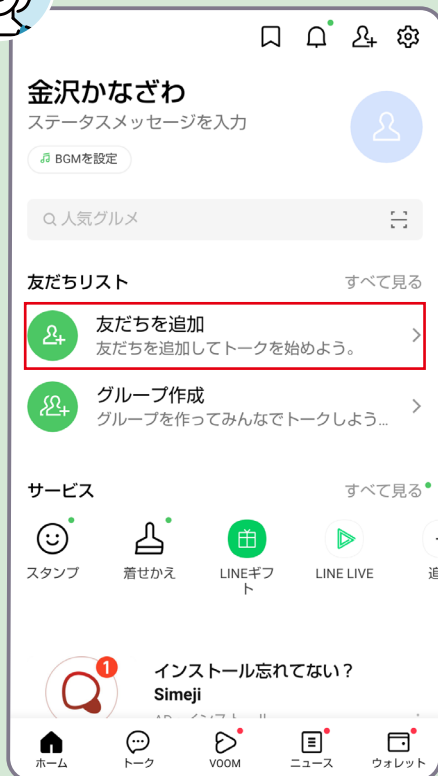 金沢かなざわ
ステータスメッセージを入力
BGMを設定
人気グルメ
友だちリスト すべて見る
友だちを追加
友だちを追加してトークを始めよう。
グループ作成
グループを作ってみんなでトークしよう...
サービス すべて見る
スタンプ 着せかえ LINEギフ LINE LIVE
ト
1
インストール忘れてない？
Simeji
ホーム トーク VOOM ニュース ウォレット